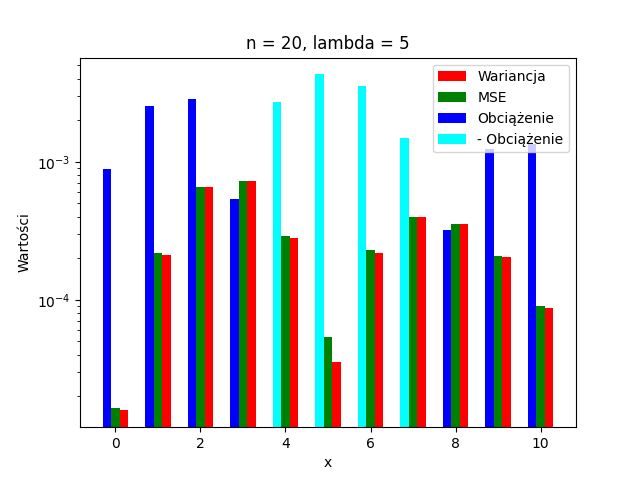 n = 20, lambda = 5
Wariancja
MSE
Obciążenie
- Obciążenie
Wartości
10⁻³
10⁻⁴
0 2 4 6 8 10
x